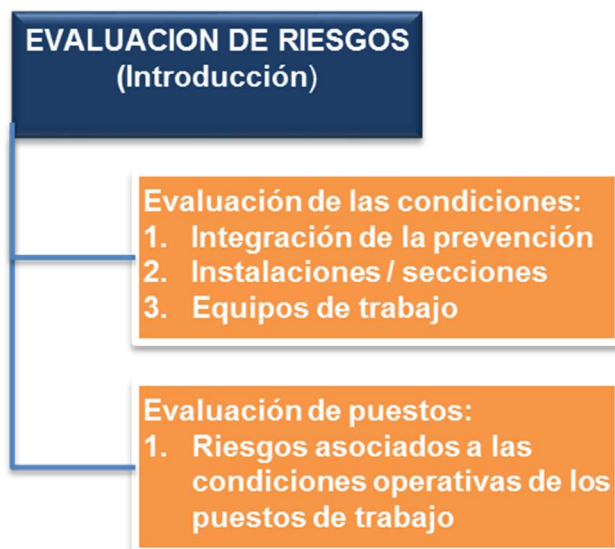 EVALUACION DE RIESGOS
(Introducción)
Evaluación de las condiciones:
1. Integración de la prevención
2. Instalaciones / secciones
3. Equipos de trabajo
Evaluación de puestos:
1. Riesgos asociados a las
condiciones operativas de los
puestos de trabajo